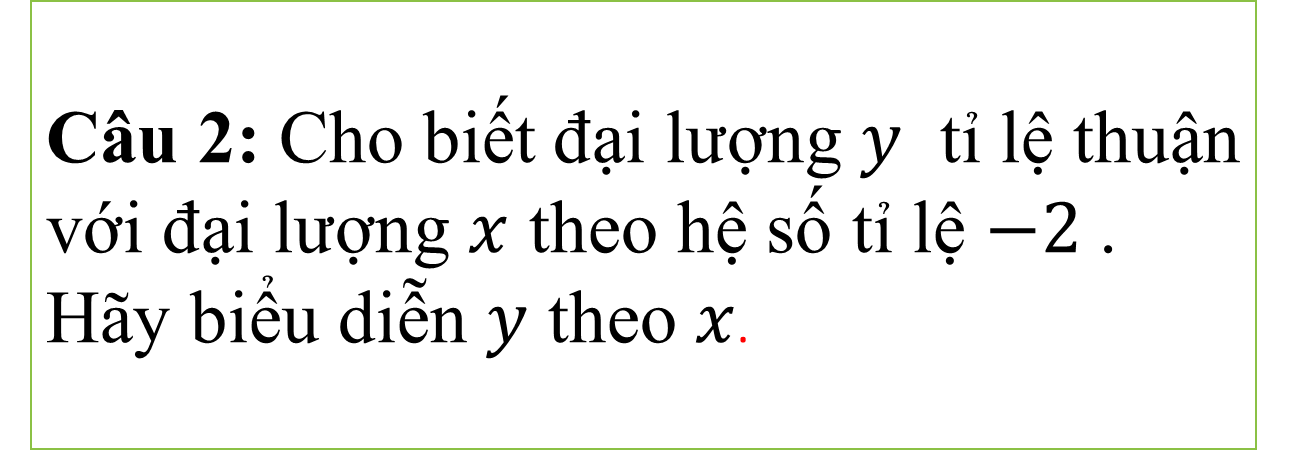 Câu 2: Cho biết đại lượng y tỉ lệ thuận
với đại lượng x theo hệ số tỉ lệ −2 .
Hãy biểu diễn y theo x.